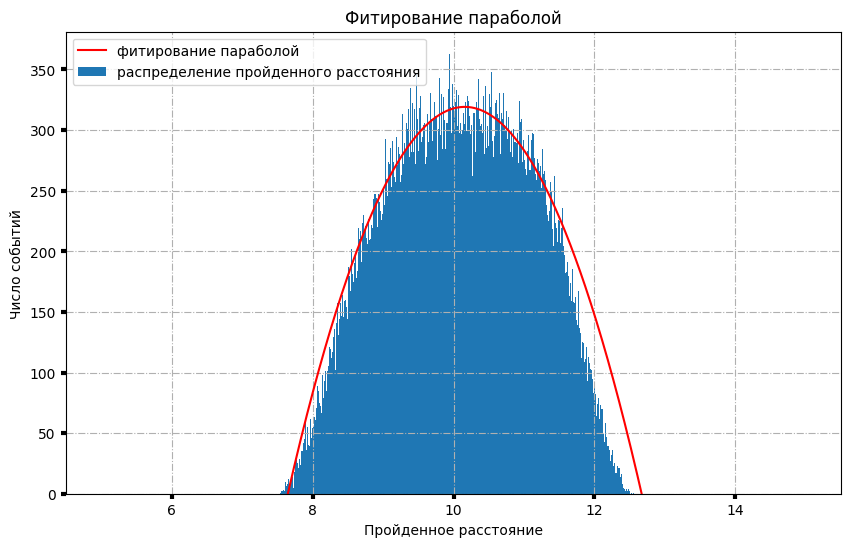 Фитирование параболой
фитирование параболой
распределение пройденного расстояния
350
300
250
200
150
100
50
0
Число событий
6 8 10 12 14
Пройденное расстояние